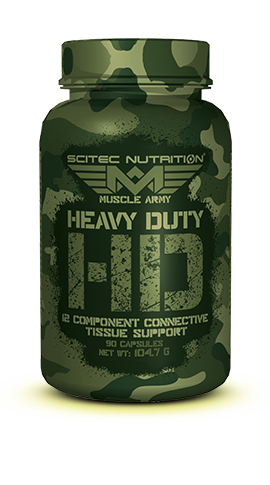 SCITEC NUTRITION
MUSCLE ARMY
HEAVY DUTY
HD
12 COMPONENT CONNECTIVE
TISSUE SUPPORT
90 CAPSULES
NET WT: 104.7 G